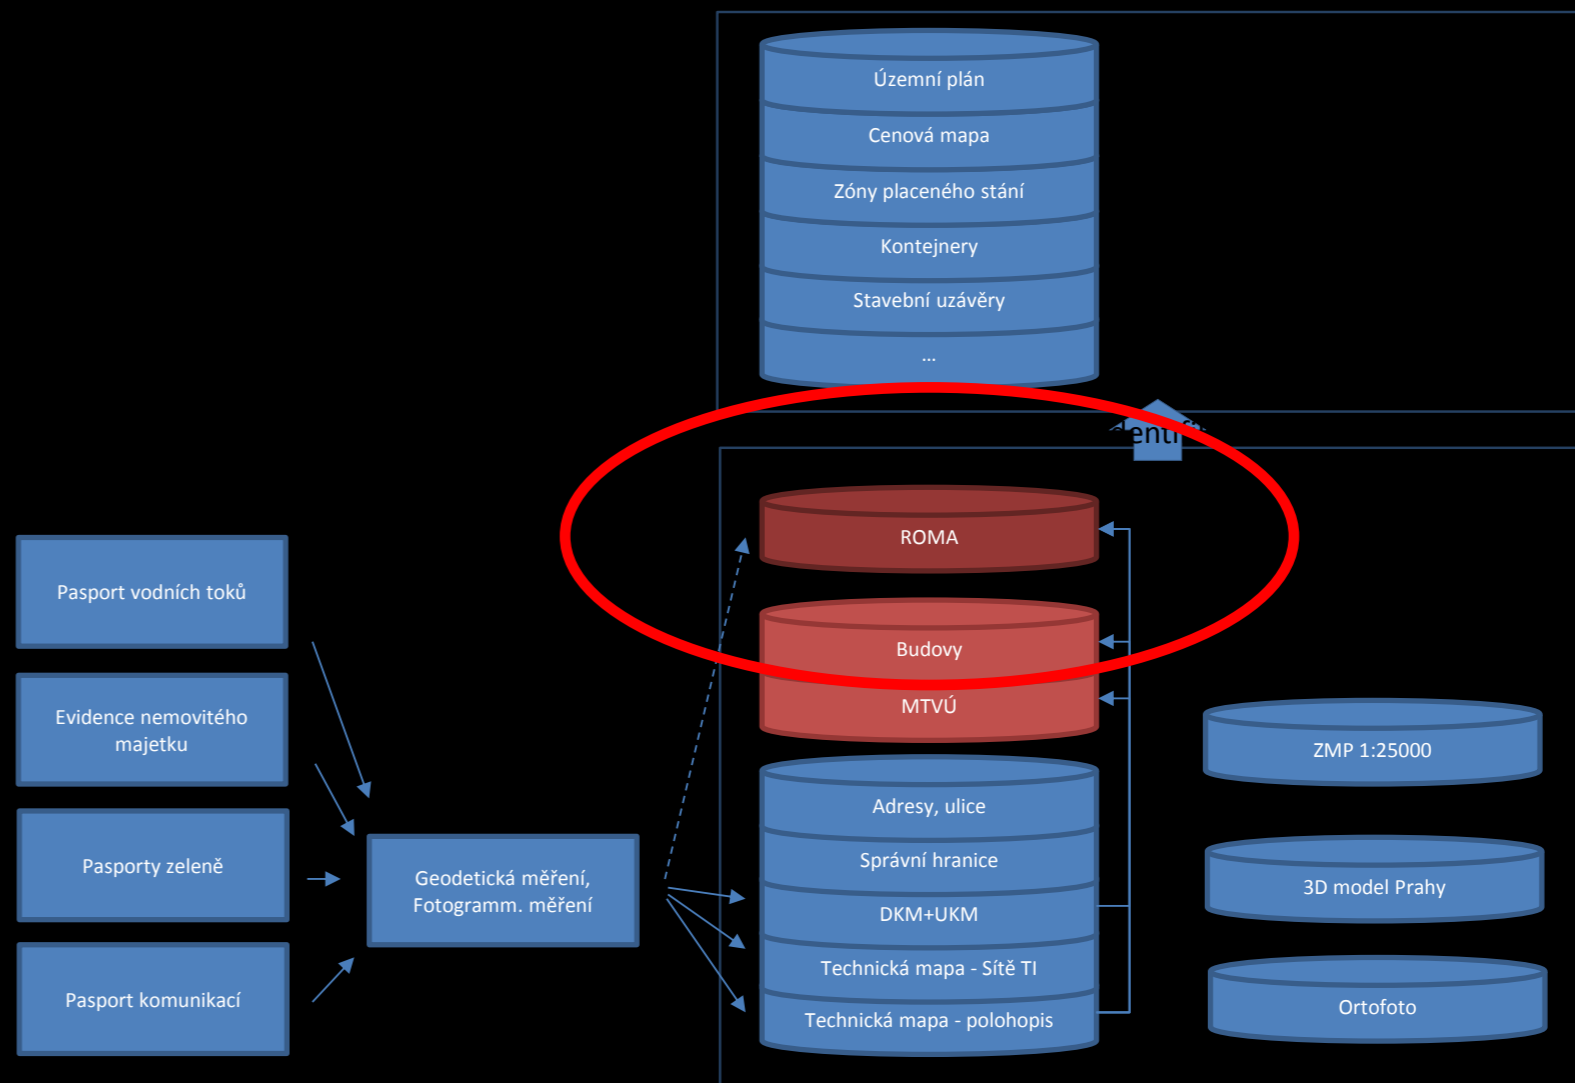 Územní plán
Cenová mapa
Zóny placeného stání
Kontejnery
Stavební uzávěry
...
ROMA
Budovy
MTVÚ
Adresy, ulice
Správní hranice
DKM+UKM
Technická mapa - Sítě TI
Technická mapa - polohopis
Pasport vodních toků
Evidence nemovitého
majetku
Pasporty zeleně
Pasport komunikací
Geodetická měření,
Fotogramm. měření
ZMP 1:25000
3D model Prahy
Ortofoto